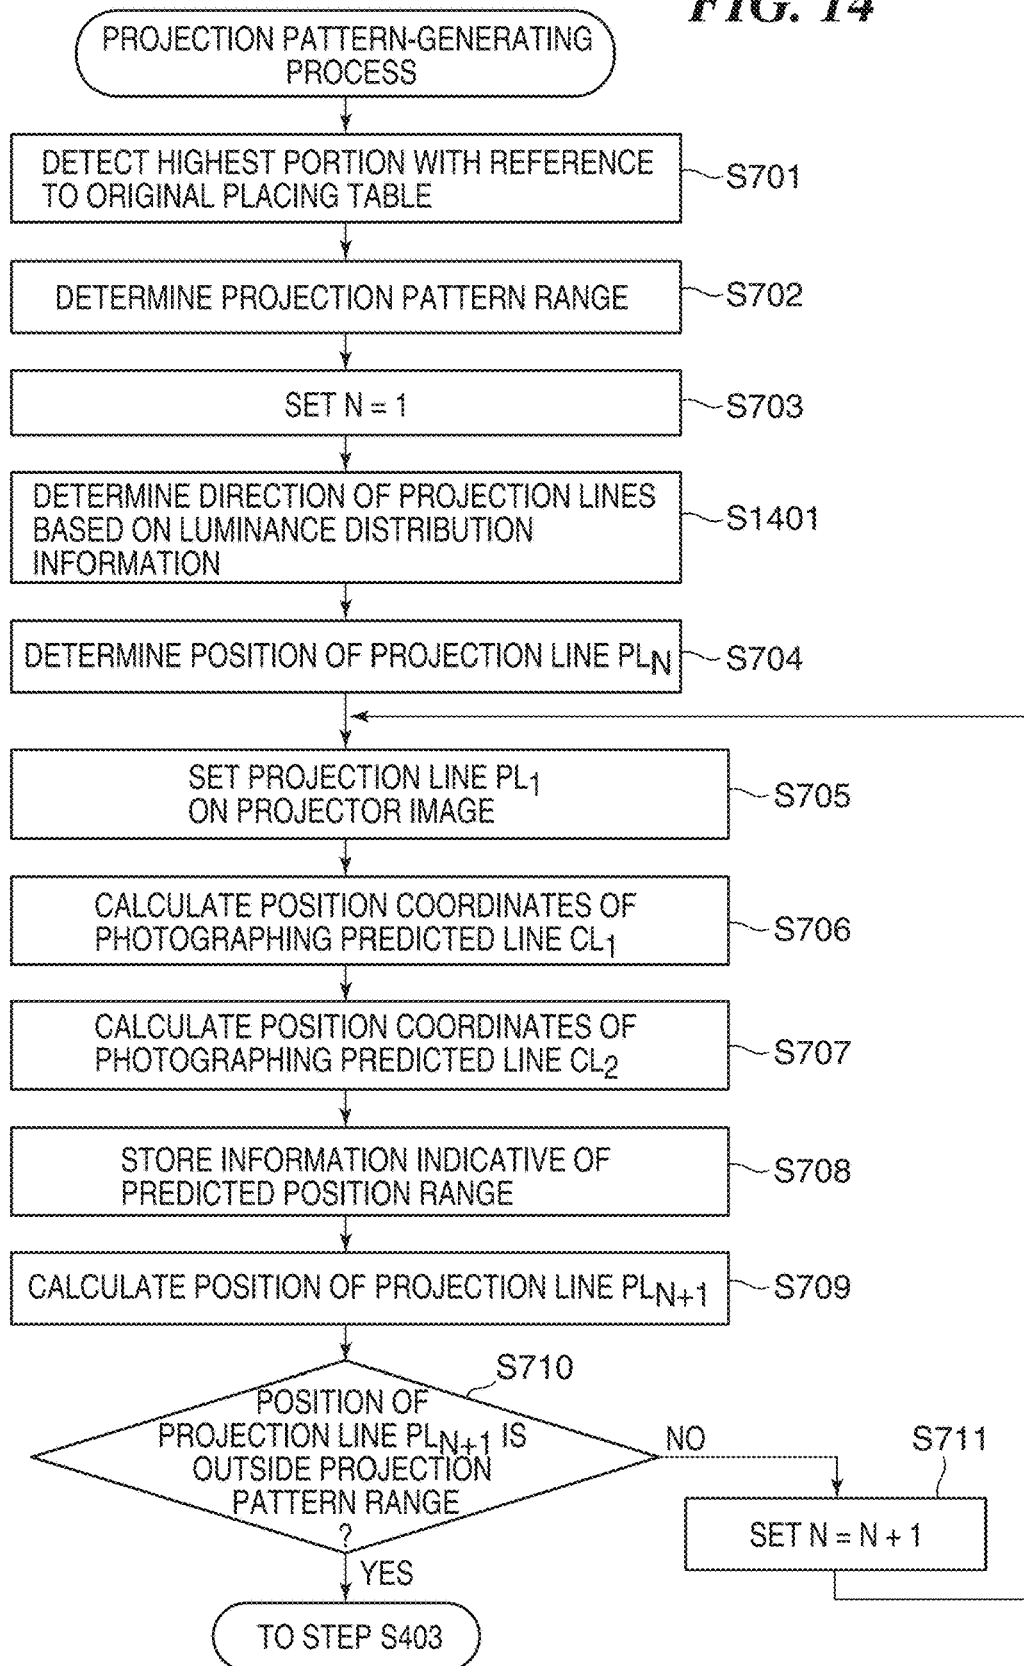 FIG. 14
PROJECTION PATTERN-GENERATING
PROCESS
DETECT HIGHEST PORTION WITH REFERENCE
TO ORIGINAL PLACING TABLE
S701
DETERMINE PROJECTION PATTERN RANGE
S702
SET N = 1
S703
DETERMINE DIRECTION OF PROJECTION LINES
BASED ON LUMINANCE DISTRIBUTION
INFORMATION
S1401
DETERMINE POSITION OF PROJECTION LINE PLN
S704
SET PROJECTION LINE PL1
ON PROJECTOR IMAGE
S705
CALCULATE POSITION COORDINATES OF
PHOTOGRAPHING PREDICTED LINE CL1
S706
CALCULATE POSITION COORDINATES OF
PHOTOGRAPHING PREDICTED LINE CL2
S707
STORE INFORMATION INDICATIVE OF
PREDICTED POSITION RANGE
S708
CALCULATE POSITION OF PROJECTION LINE PLN+1
S709
S710
POSITION OF
PROJECTION LINE PLN+1 IS
OUTSIDE PROJECTION
PATTERN RANGE
?
NO
S711
SET N = N + 1
YES
TO STEP S403